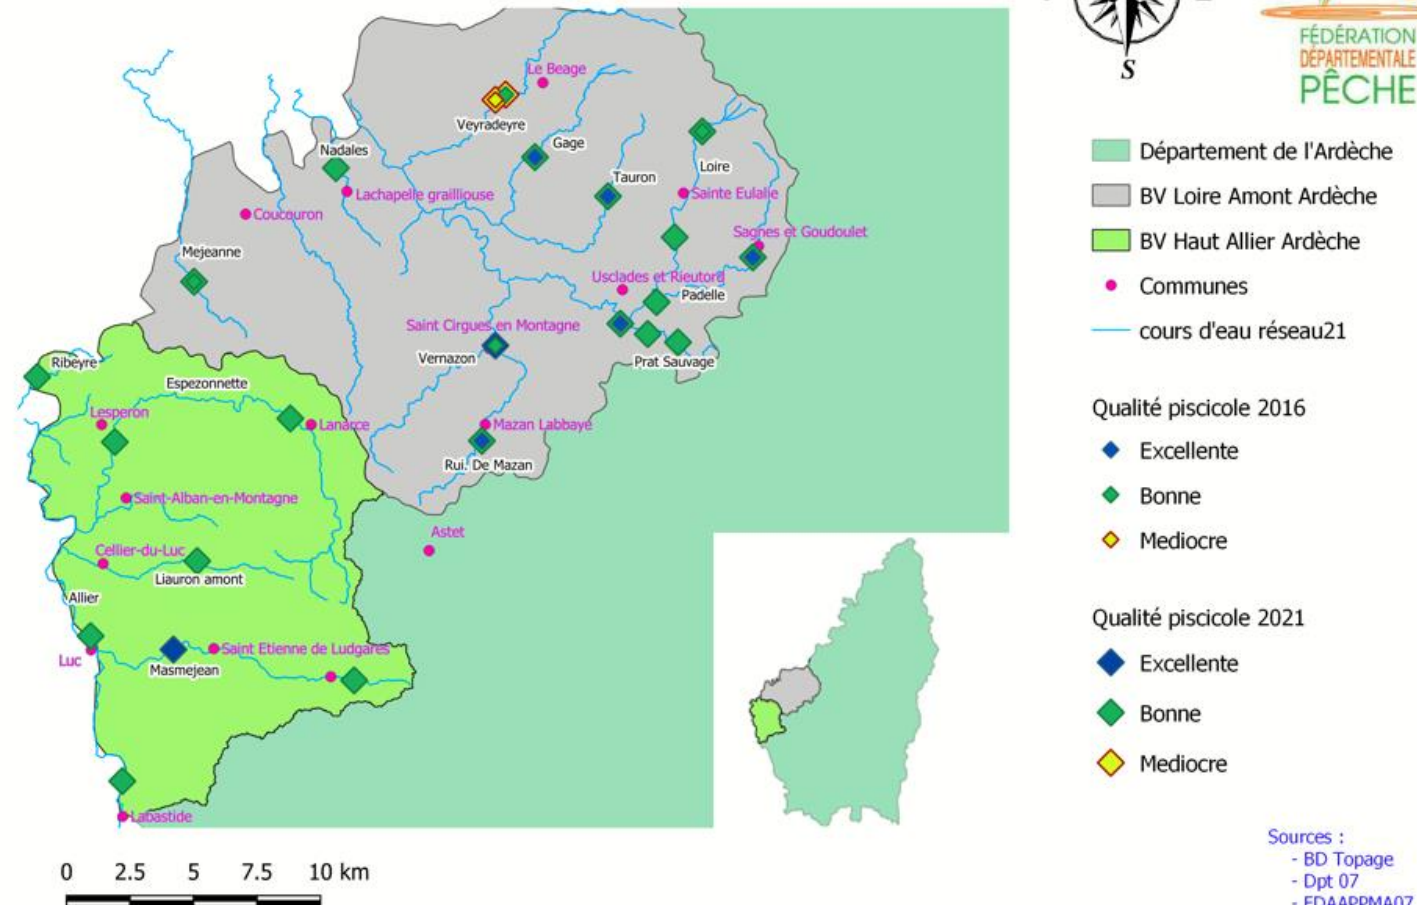 S
FÉDÉRATION
DÉPARTEMENTALE
PÊCHE
Le Beage
Veyradeyre
Gage
Nadales
Tauron
Loire
Lachapelle grailliouse
Sainte Eulalie
Coucouron
Sagnes et Goudoulet
Mejeanne
Usclades et Rieutord
Padelle
Saint Cirgues en Montagne
Vernazon
Prat Sauvage
Ribeyre
Espezonnette
Lesperon
Lanarce
Mazan Labbaye
Rui. De Mazan
Saint-Alban-en-Montagne
Astet
Cellier-du-Luc
Liauron amont
Allier
Luc
Saint Etienne de Ludgares
Masmejean
Labastide
0 2.5 5 7.5 10 km
Département de l'Ardèche
BV Loire Amont Ardèche
BV Haut Allier Ardèche
Communes
cours d'eau réseau21
Qualité piscicole 2016
Excellente
Bonne
Mediocre
Qualité piscicole 2021
Excellente
Bonne
Mediocre
Sources :
- BD Topage
- Dpt 07
- FDAAPPMA07